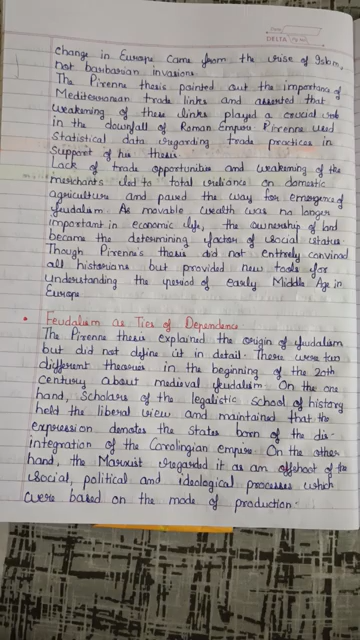 DELTA
change in Europe came from the rise of Islam,
not barbarian invasions.
The Pirenne thesis pointed out the importance of
Mediterranean trade links and asserted that
weakening of these links played a crucial role
in the downfall of Roman Empire. Pirenne used
Statistical data regarding trade practices in
support of his thesis.
Lack of trade opportunities and weakening of the
merchants led to total reliance on domestic
agriculture and paved the way for emergence of
feudalism. As movable wealth was no longer
important in economic life, the ownership of land
became the determining factor of social status.
Though Pirenne's thesis did not entirely convinced
all historians but provided new tools for
understanding the period of early Middle Age in
Europe
• Feudalism as Ties of Dependence
The Pirenne thesis explained the origin of feudalism
but did not define it in detail. There were two
different theories in the beginning of the 20th
Century about medieval feudalism. On the one
hand, Scholars of the legalistic school of history
held the liberal view and maintained that the
expression denotes the States born of the dis-
integration of the Carolingian empire. On the other
hand, the Marxist regarded it as an offshoot of the
social, political and ideological processes which
were based on the mode of production.